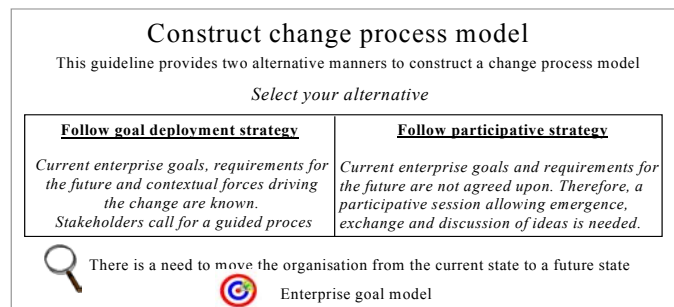 Construct change process model
This guideline provides two alternative manners to construct a change process model
Select your alternative
Follow goal deployment strategy
Current enterprise goals, requirements for
the future and contextual forces driving
the change are known.
Stakeholders call for a guided proces
Follow participative strategy
Current enterprise goals and requirements for
the future are not agreed upon. Therefore, a
participative session allowing emergence,
exchange and discussion of ideas is needed.
There is a need to move the organisation from the current state to a future state
Enterprise goal model